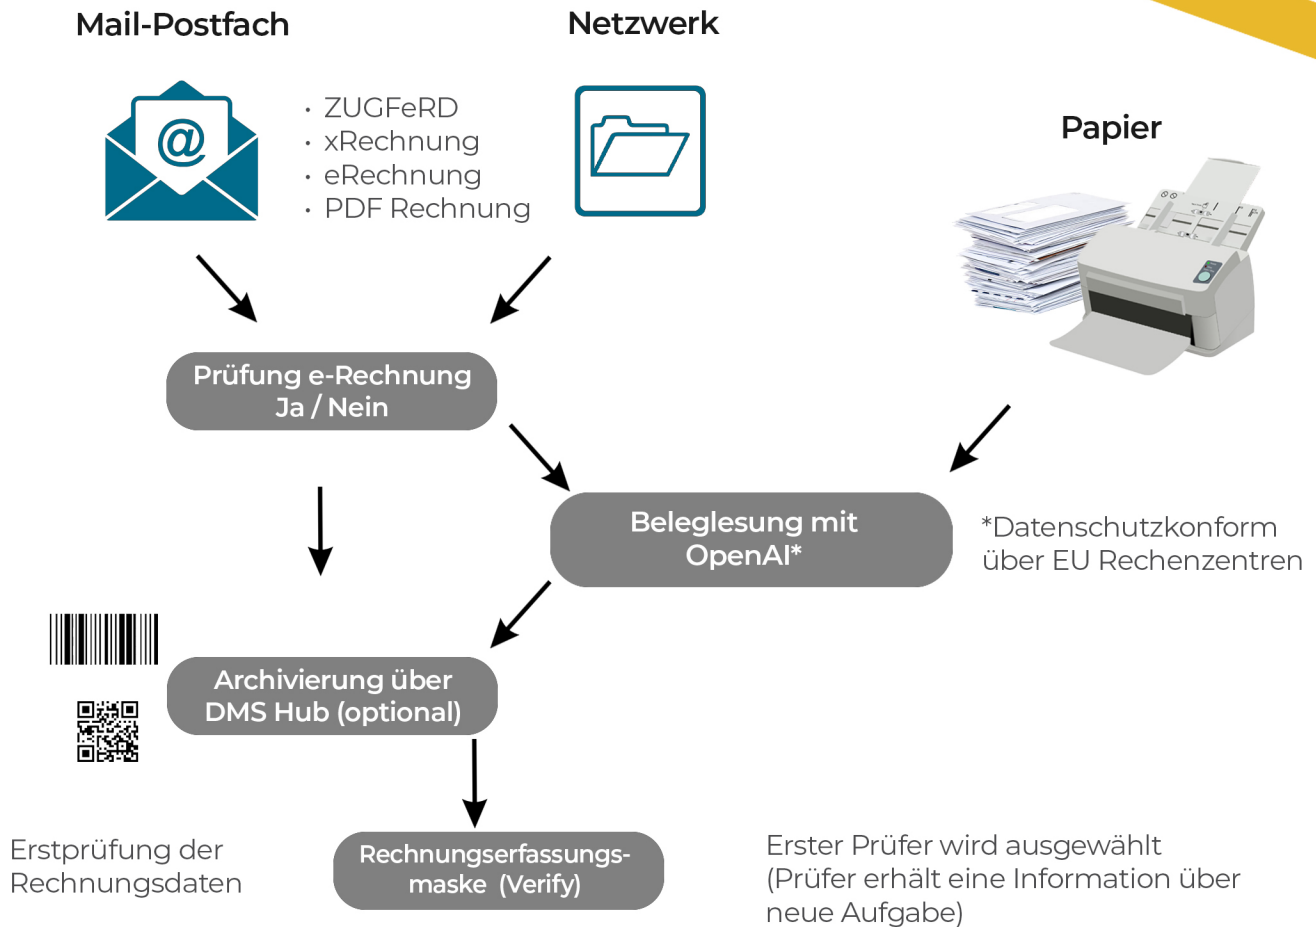 Mail-Postfach
Netzwerk
Papier
· ZUGFeRD
· xRechnung
· eRechnung
· PDF Rechnung
@
Prüfung e-Rechnung
Ja / Nein
Beleglesung mit
OpenAI*
*Datenschutzkonform
über EU Rechenzentren
Archivierung über
DMS Hub (optional)
Erstprüfung der
Rechnungsdaten
Rechnungserfassungs-
maske (Verify)
Erster Prüfer wird ausgewählt
(Prüfer erhält eine Information über
neue Aufgabe)